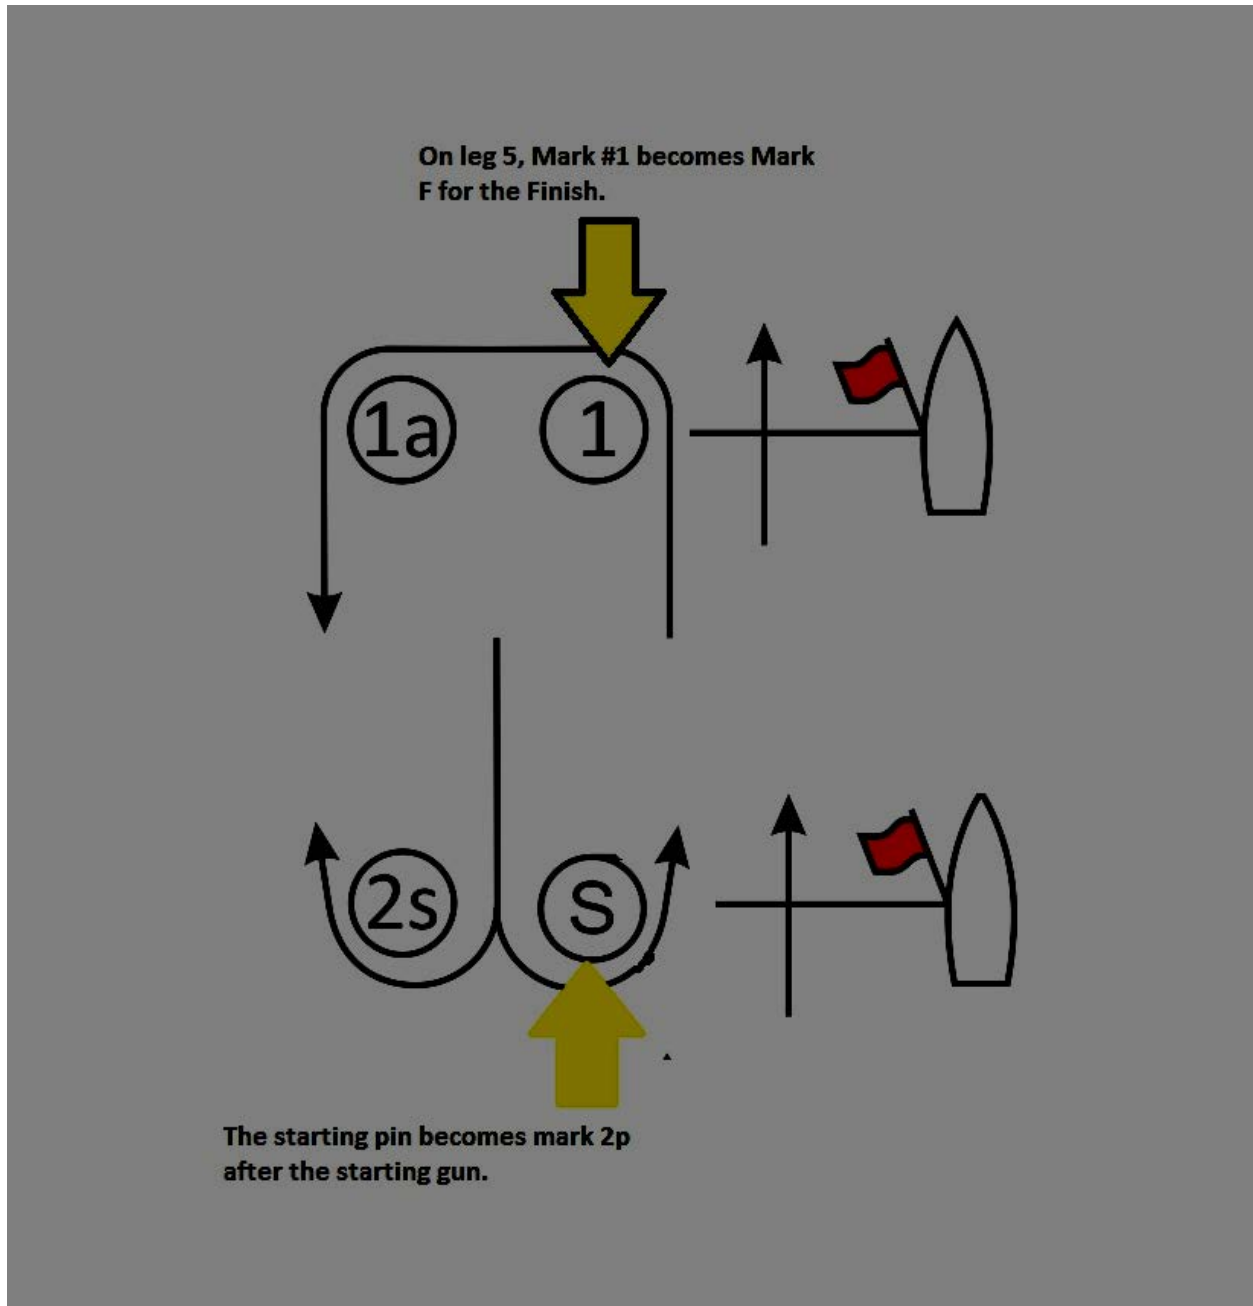 On leg 5, Mark #1 becomes Mark
F for the Finish.
1a
1
2s
S
The starting pin becomes mark 2p
after the starting gun.